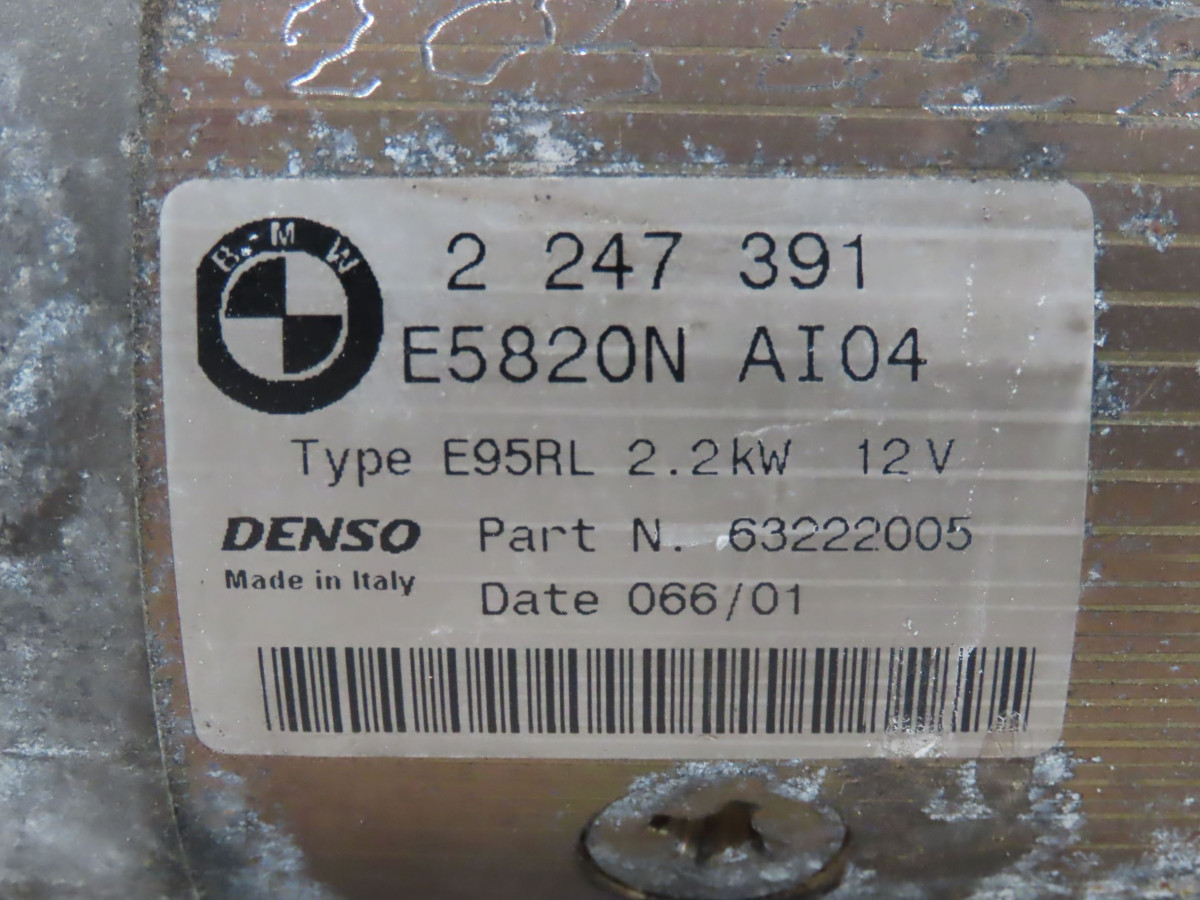 BMW
2 247 391
E5820N AI04
Type E95RL 2.2kW 12V
DENSO Part N. 63222005
Made in Italy
Date 066/01